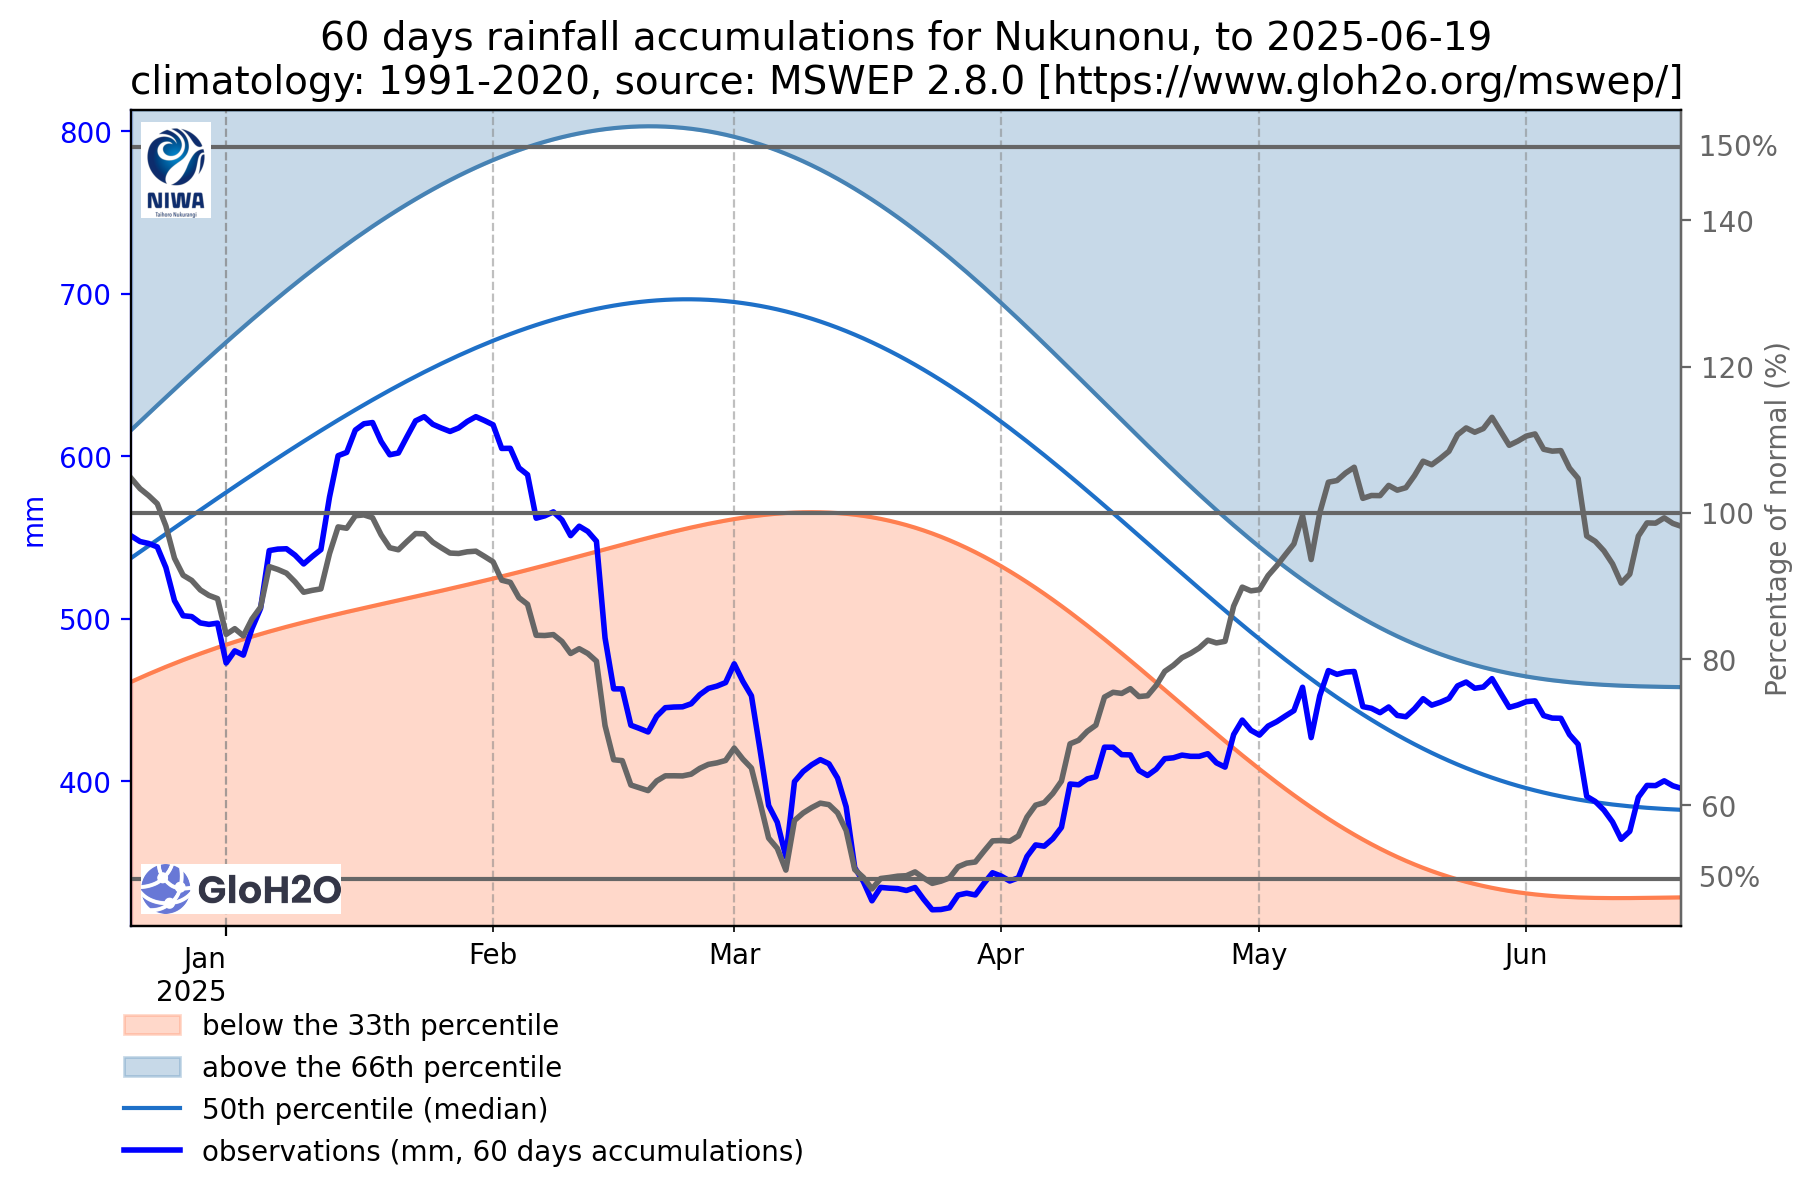 60 days rainfall accumulations for Nukunonu, to 2025-06-19
climatology: 1991-2020, source: MSWEP 2.8.0 [https://www.gloh2o.org/mswep/]
800
700
600
500
400
mm
NIWA
Taihoro Nukurangi
GloH2O
150%
140
120
100
80
60
50%
Percentage of normal (%)
Jan
2025
Feb
Mar
Apr
May
Jun
below the 33th percentile
above the 66th percentile
50th percentile (median)
observations (mm, 60 days accumulations)